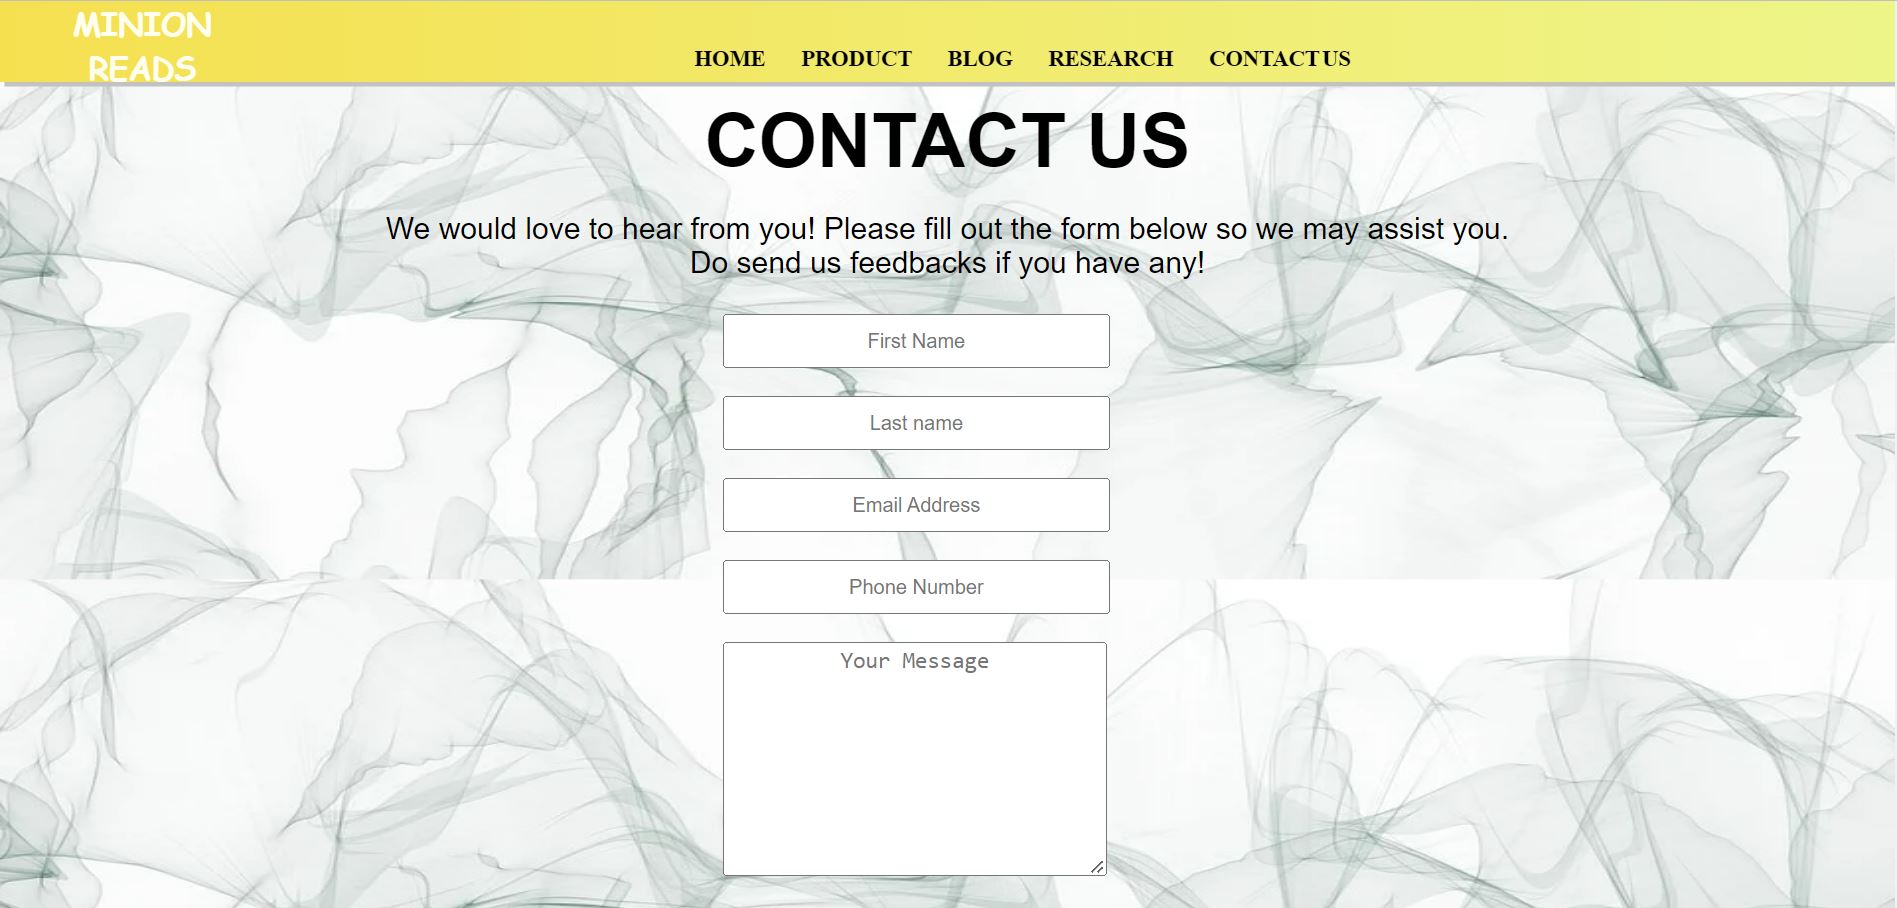 MINION
READS
HOME PRODUCT BLOG RESEARCH CONTACT US
CONTACT US
We would love to hear from you! Please fill out the form below so we may assist you.
Do send us feedbacks if you have any!
First Name
Last name
Email Address
Phone Number
Your Message